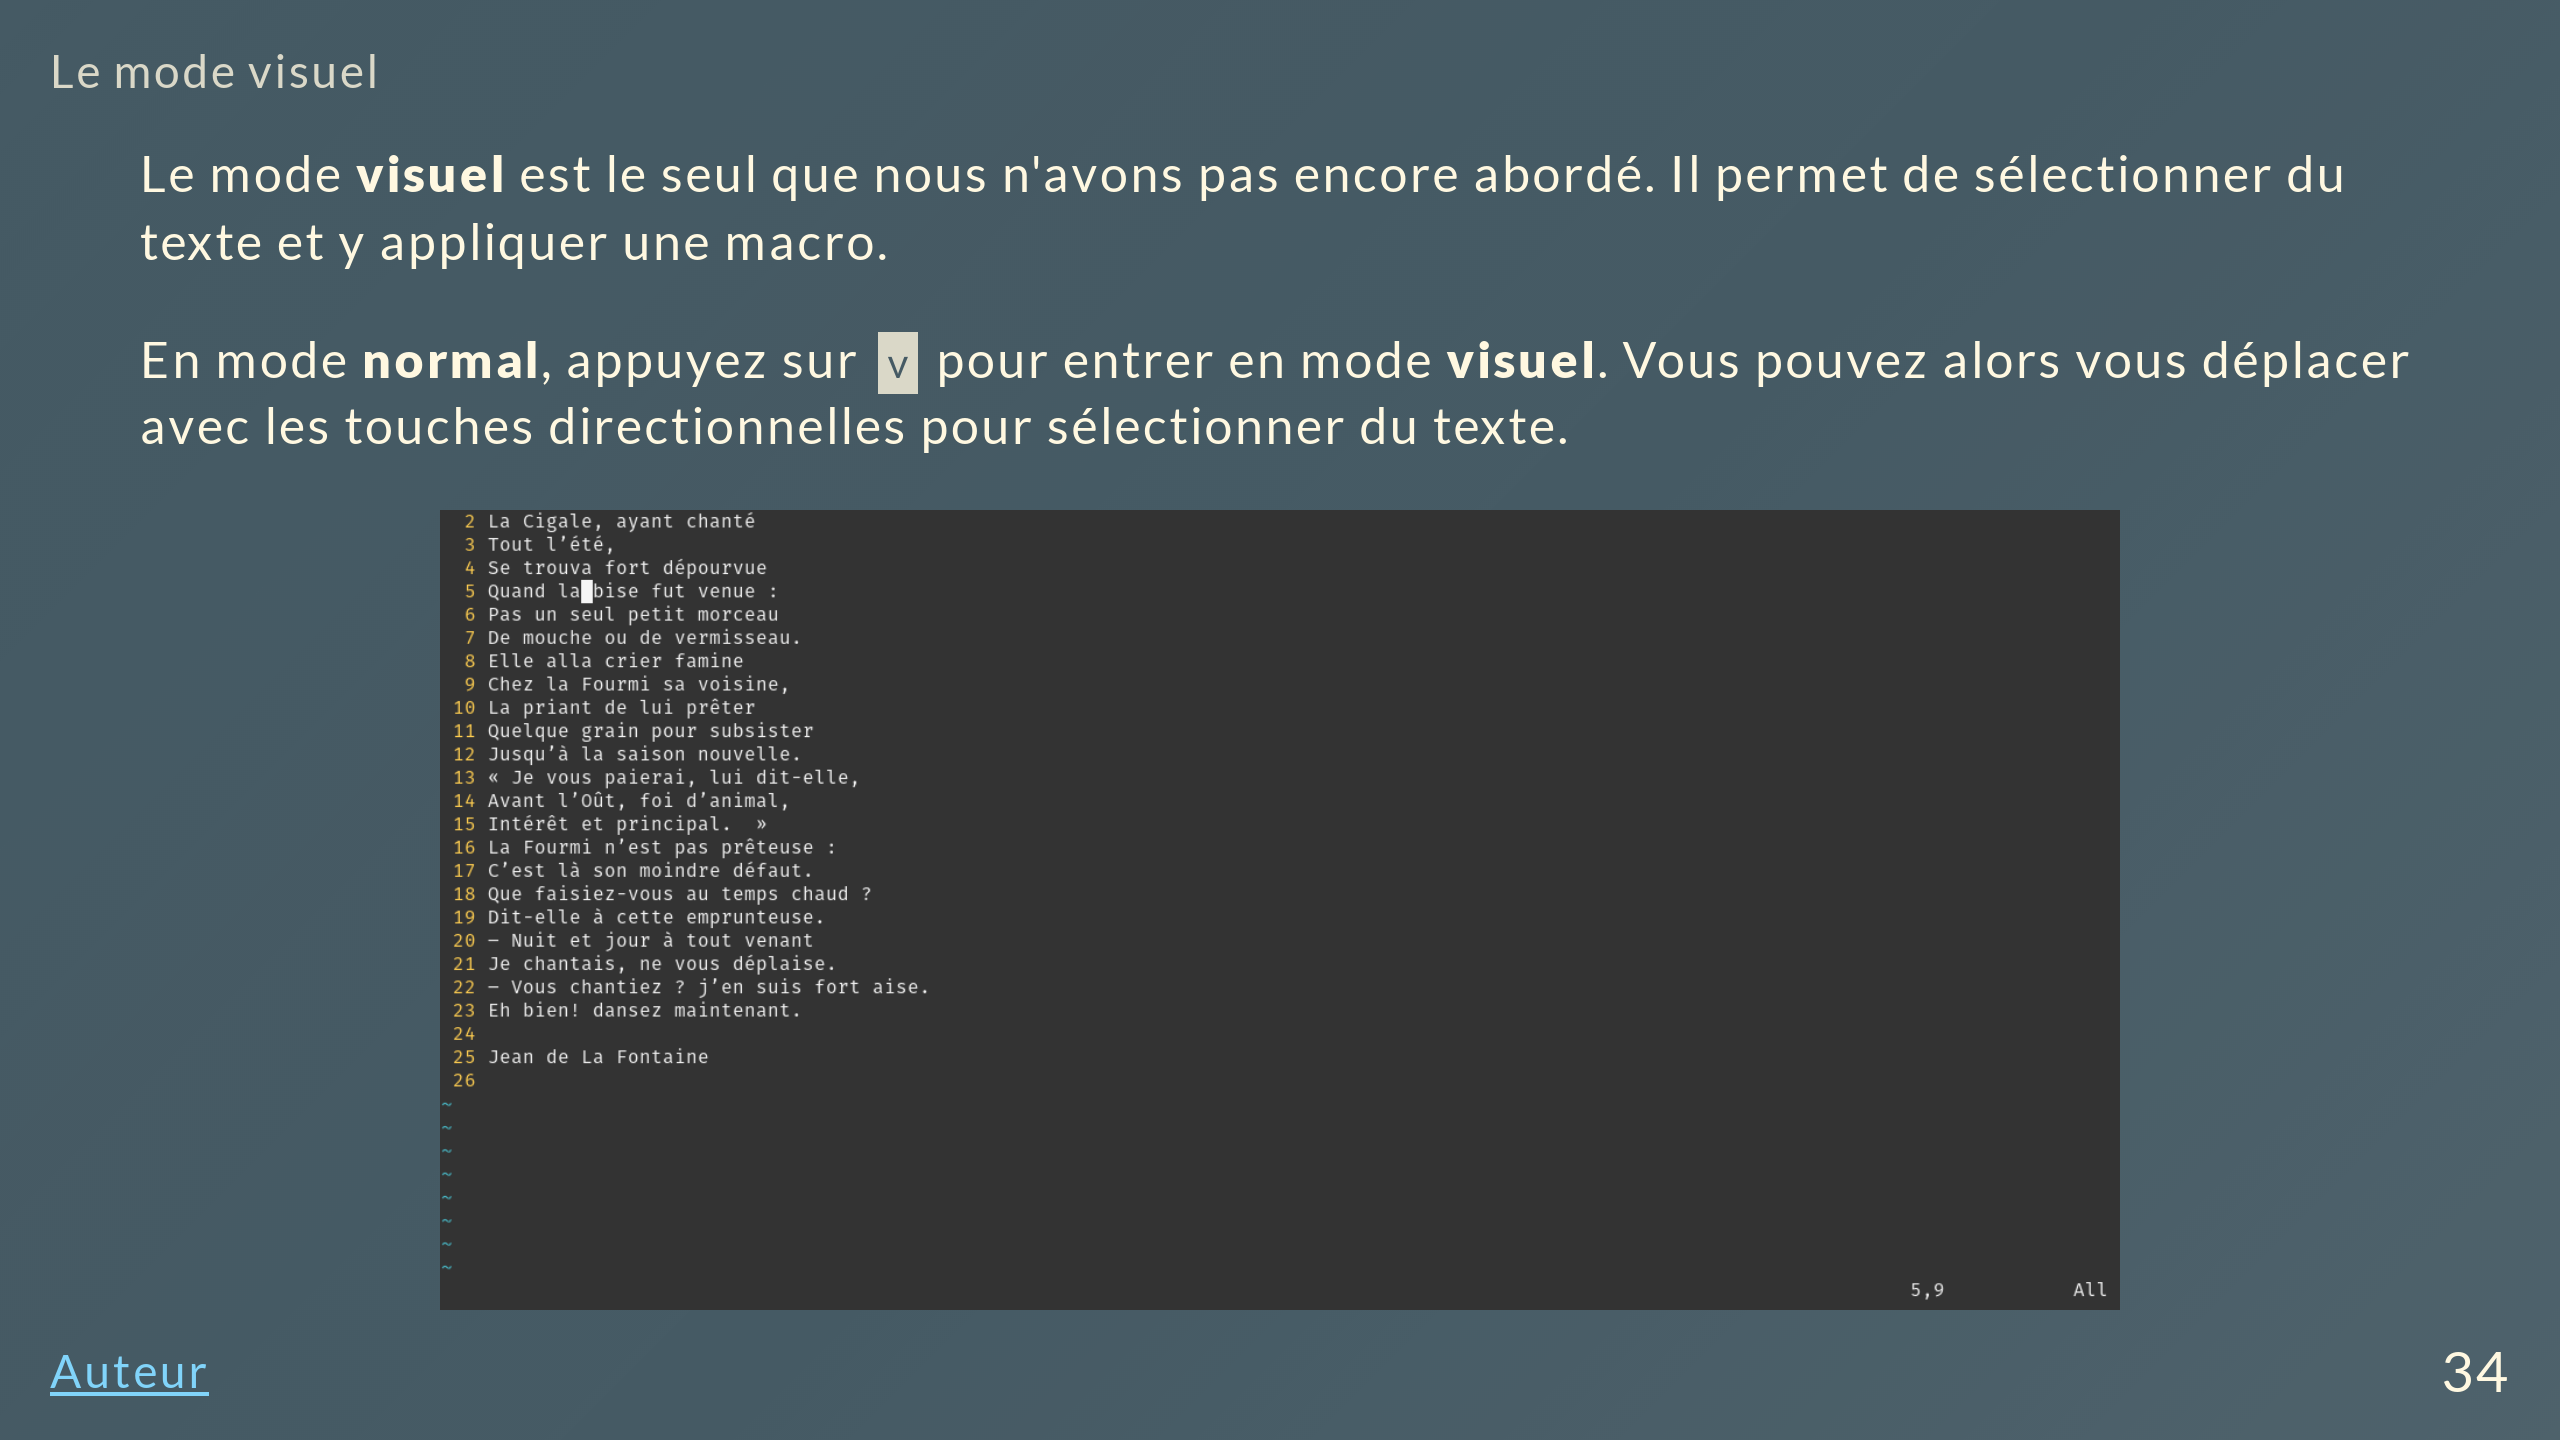 Le mode visuel
Le mode visuel est le seul que nous n'avons pas encore abordé. Il permet de sélectionner du
texte et y appliquer une macro.
En mode normal, appuyez sur v pour entrer en mode visuel. Vous pouvez alors vous déplacer
avec les touches directionnelles pour sélectionner du texte.
2 La Cigale, ayant chanté
3 Tout l’été,
4 Se trouva fort dépourvue
5 Quand la bise fut venue :
6 Pas un seul petit morceau
7 De mouche ou de vermisseau.
8 Elle alla crier famine
9 Chez la Fourmi sa voisine,
10 La priant de lui prêter
11 Quelque grain pour subsister
12 Jusqu’à la saison nouvelle.
13 « Je vous paierai, lui dit-elle,
14 Avant l’Oût, foi d’animal,
15 Intérêt et principal.  »
16 La Fourmi n’est pas prêteuse :
17 C’est là son moindre défaut.
18 Que faisiez-vous au temps chaud ?
19 Dit-elle à cette emprunteuse.
20 — Nuit et jour à tout venant
21 Je chantais, ne vous déplaise.
22 — Vous chantiez ? j’en suis fort aise.
23 Eh bien! dansez maintenant.
24
25 Jean de La Fontaine
26
~
~
~
~
~
~
~
~
5,9 All
Auteur
34